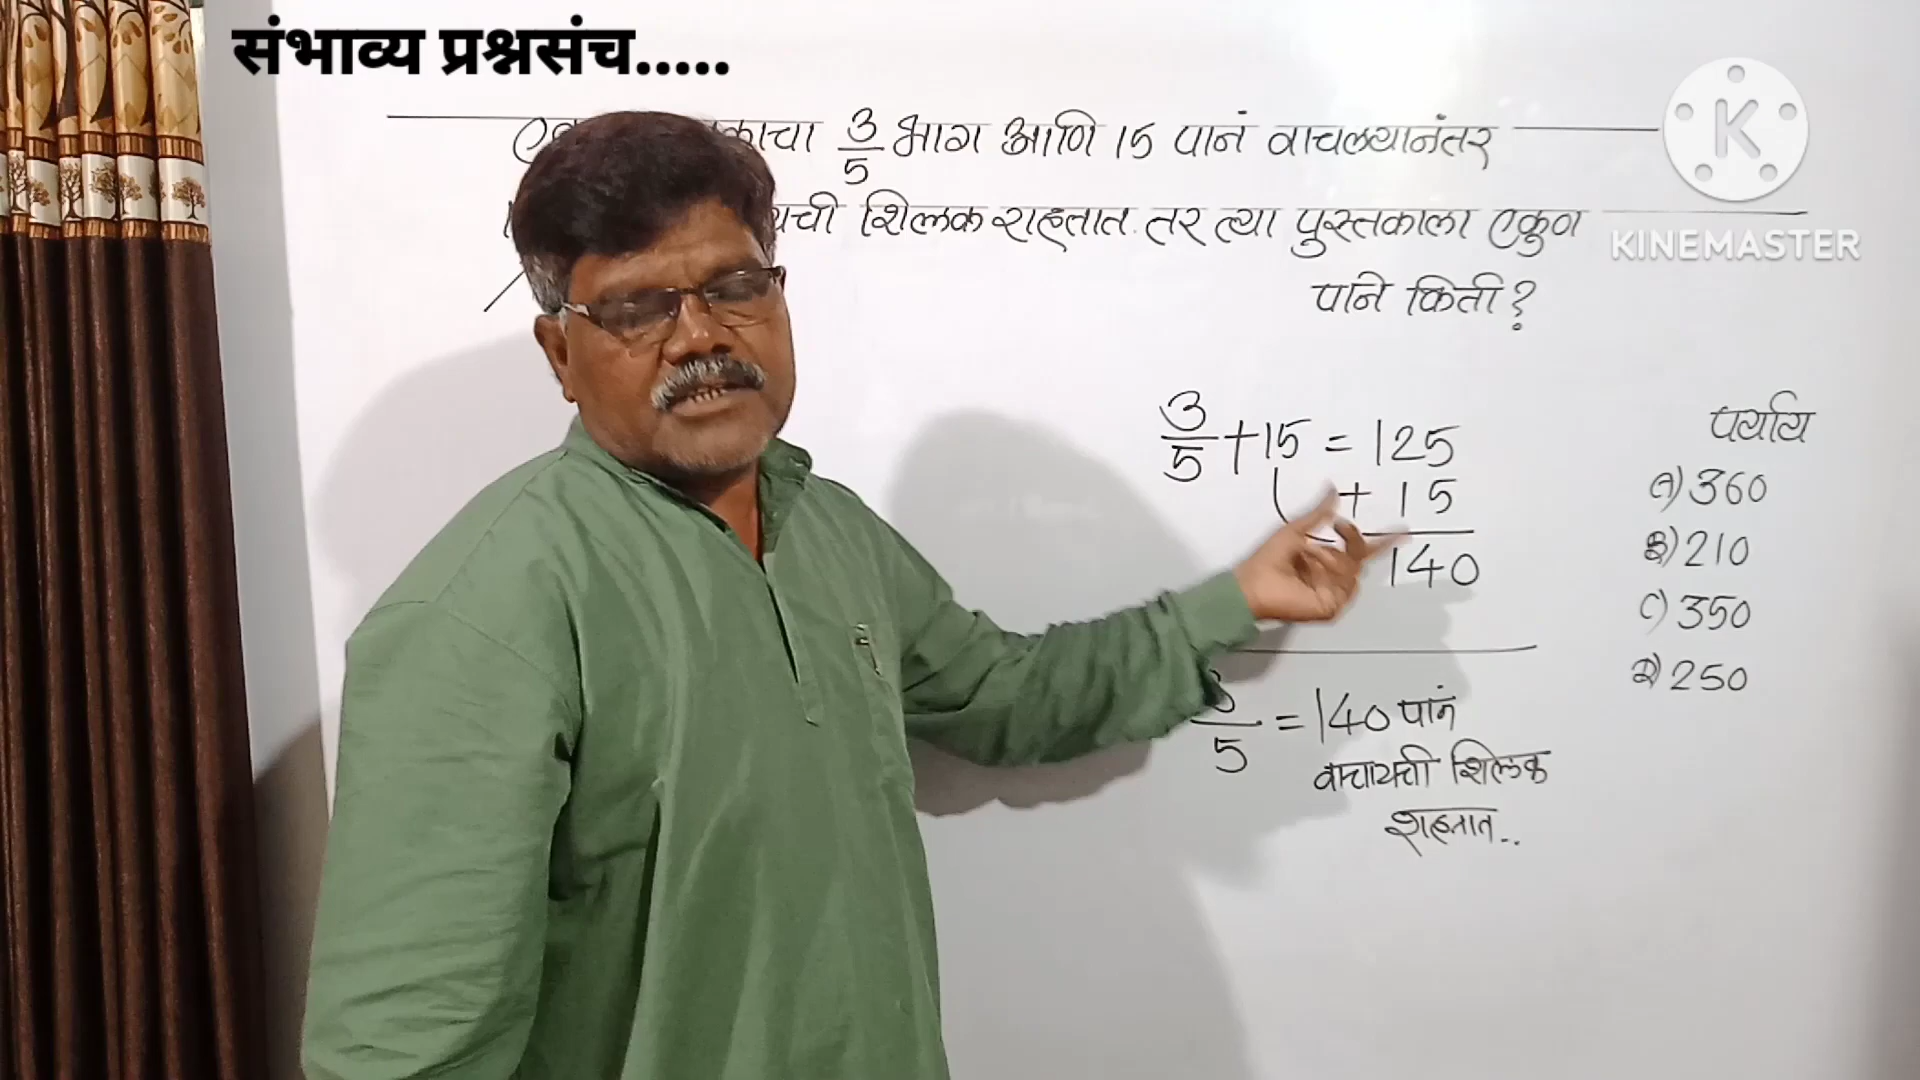 संभाव्य प्रश्नसंच.....
K
KINEMASTER
3/5 भाग आणि 15 पानं वाचल्यानंतर
शिल्लक राहतात. तर त्या पुस्तकाला एकुण
पाने किती?
3/5 + 15 = 125
+ 15
140
5 = 140 पानं
वाचायची शिल्लक
राहतात..
पर्याय
A) 360
B) 210
C) 350
D) 250